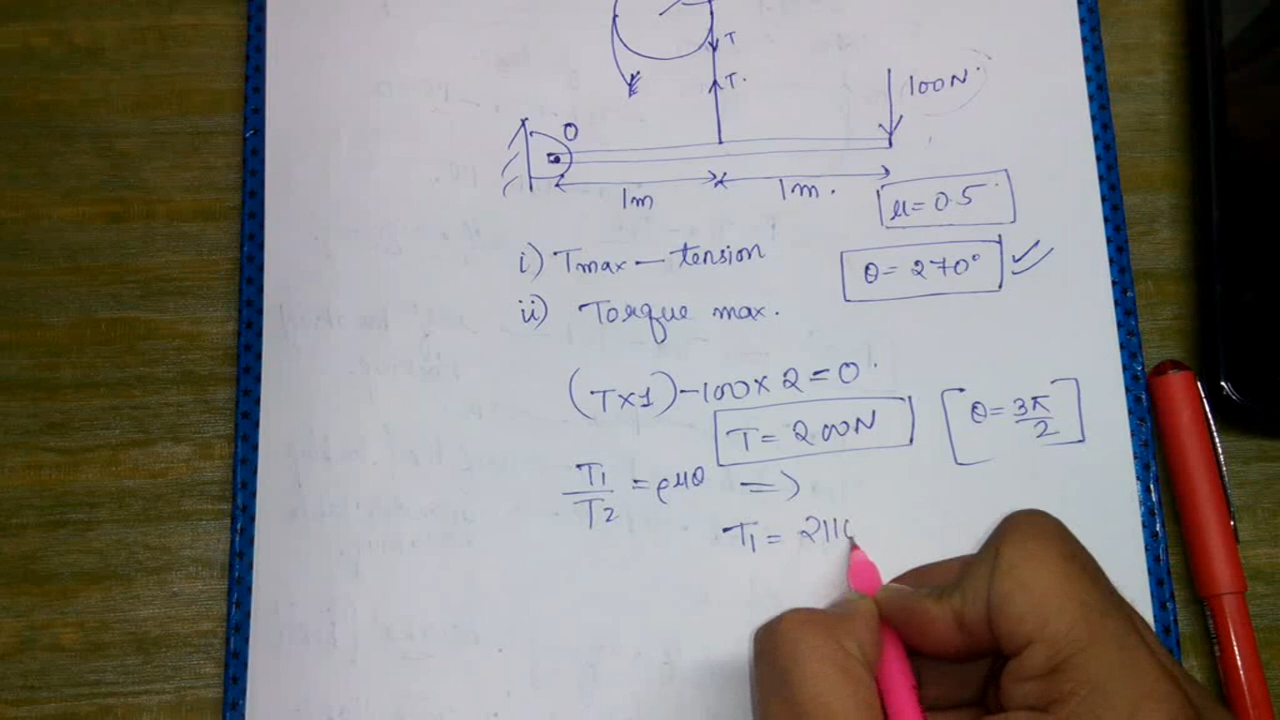 T
T.
100N
O
1m
1m.
μ=0.5
i) Tmax — tension
θ=270°
ii) Torque max.
(T×1)-100×2=0
T=200N
[θ=3π/2]
T1/T2 = eμθ =>
T1 = 211